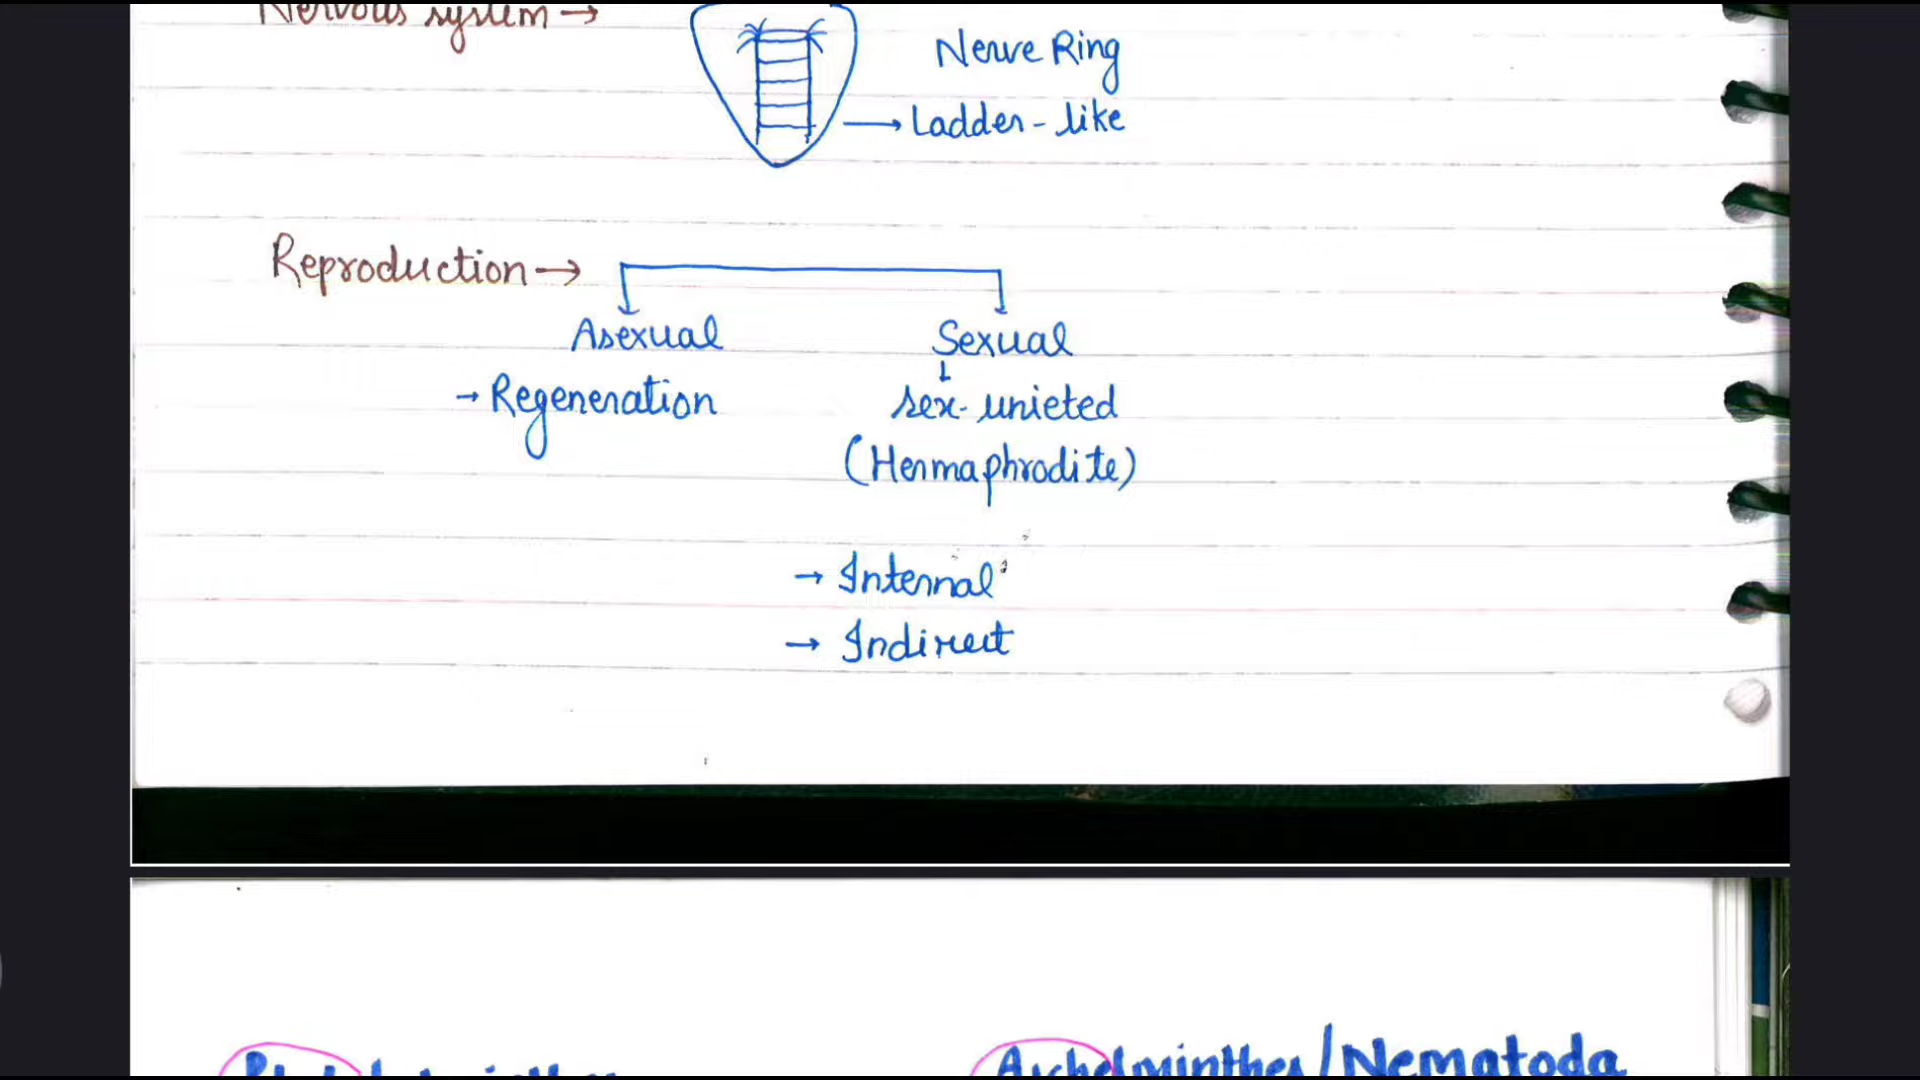 Nervous system →
Nerve Ring
→ Ladder-like
Reproduction →
Asexual Sexual
→ Regeneration sex-unieted
(Hermaphrodite)
→ Internal
→ Indirect
Aschelminthes/Nematoda